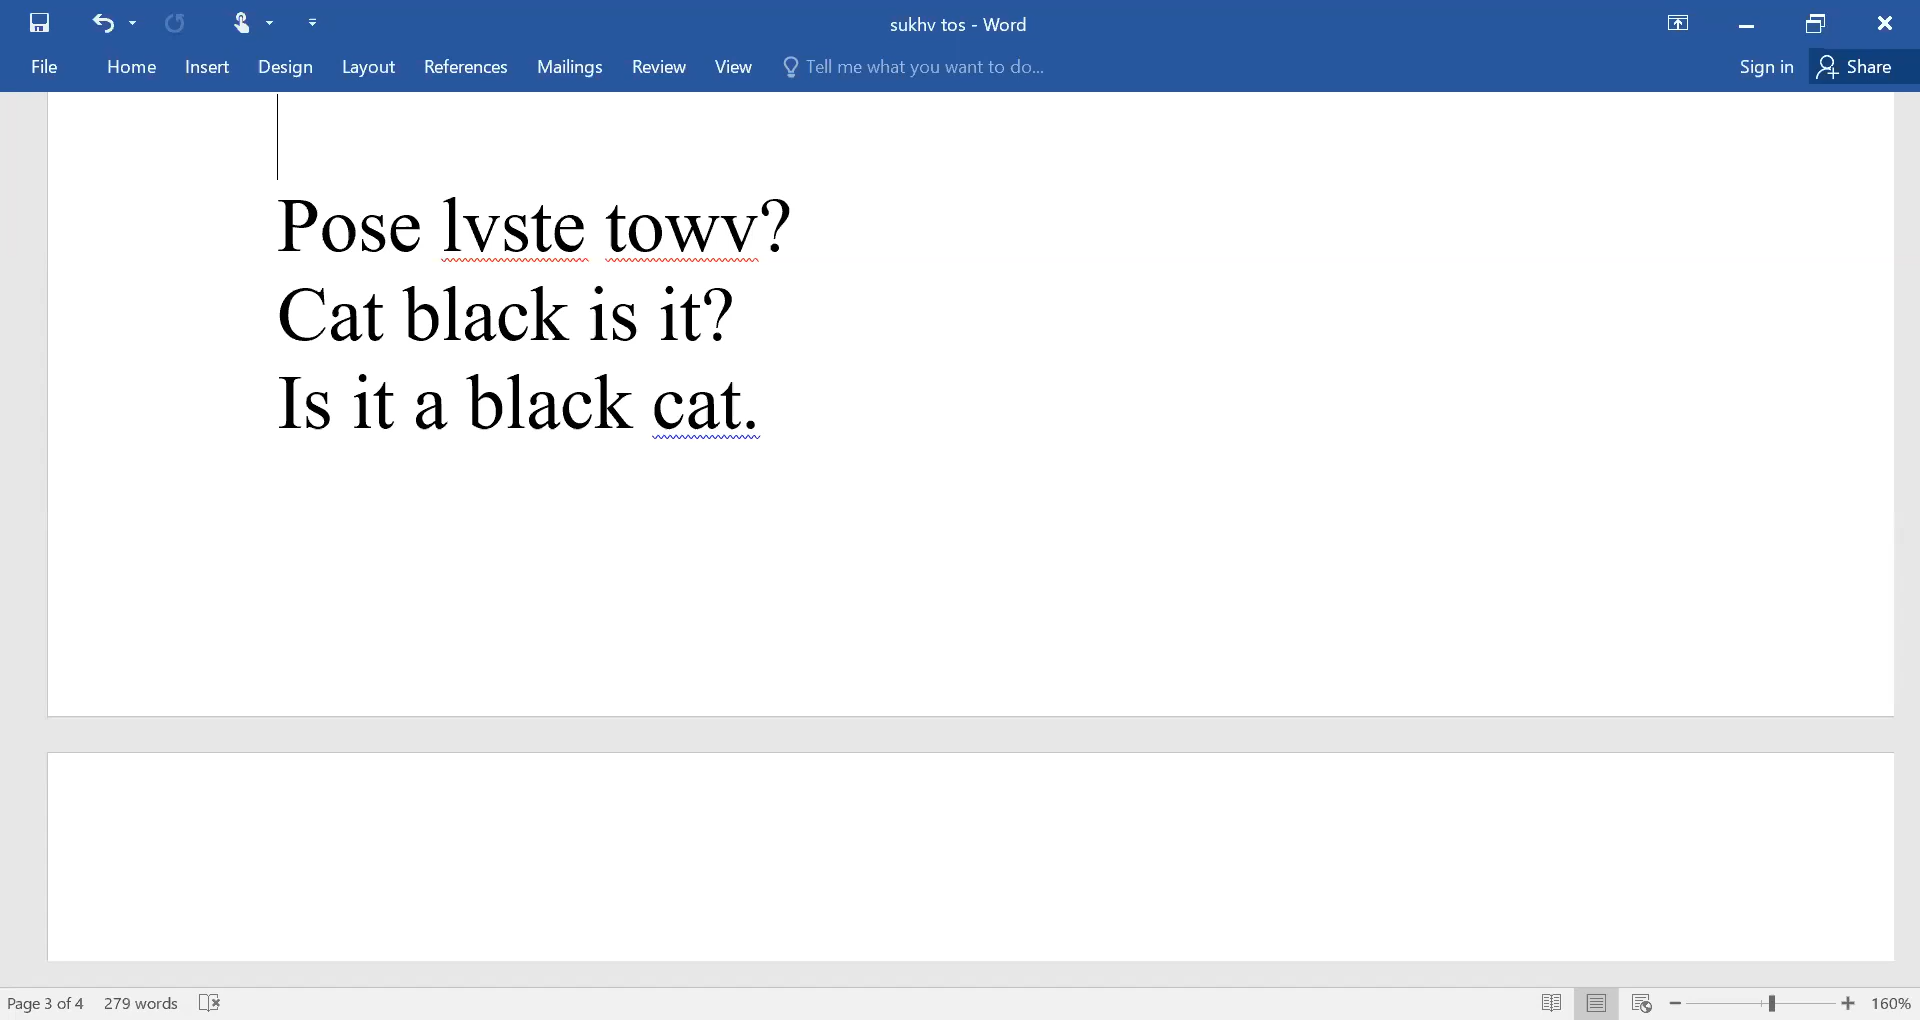 sukhv tos - Word
File Home Insert Design Layout References Mailings Review View Tell me what you want to do... Sign in Share
Pose lvste towv?
Cat black is it?
Is it a black cat.
Page 3 of 4 279 words 160%